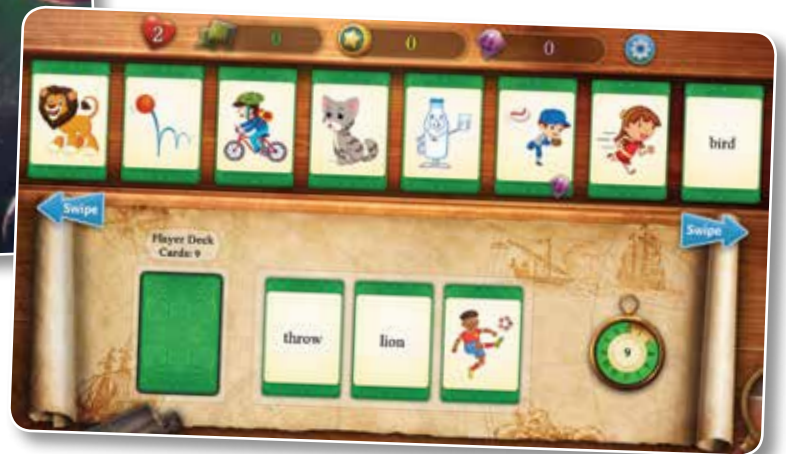 2
0
0
0
bird
Swipe
Swipe
Player Deck
Cards: 9
throw
lion
9